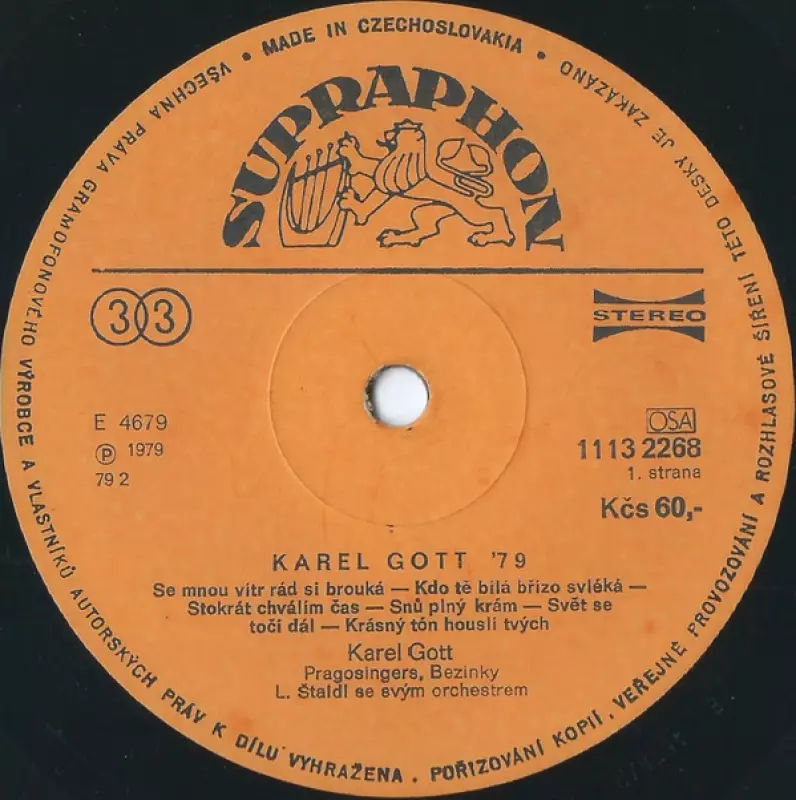 MADE IN CZECHOSLOVAKIA
VŠECHNA PRÁVA GRAMOFONOVÉHO VÝROBCE A VLASTNÍKŮ AUTORSKÝCH PRÁV K DÍLU VYHRAŽENA. POŘIZOVÁNÍ KOPIÍ, VEŘEJNÉ PROVOZOVÁNÍ A ROZHLASOVÉ ŠÍŘENÍ TÉTO DESKY JE ZAKÁZÁNO
SUPRAPHON
33
STEREO
E 4679
Ⓟ 1979
79 2
OSA
1113 2268
1. strana
Kčs 60,-
KAREL GOTT '79
Se mnou vítr rád si brouká — Kdo tě bílá břízo svléká —
Stokrát chválím čas — Snů plný krám — Svět se
točí dál — Krásný tón houslí tvých
Karel Gott
Pragosingers, Bezinky
L. Štaidl se svým orchestrem